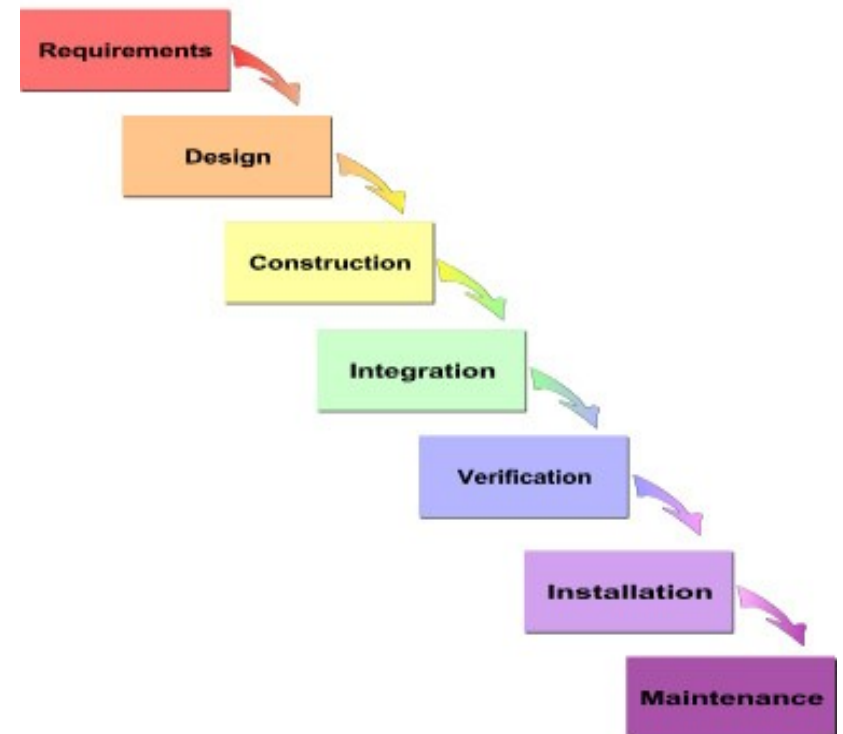 Requirements
Design
Construction
Integration
Verification
Installation
Maintenance